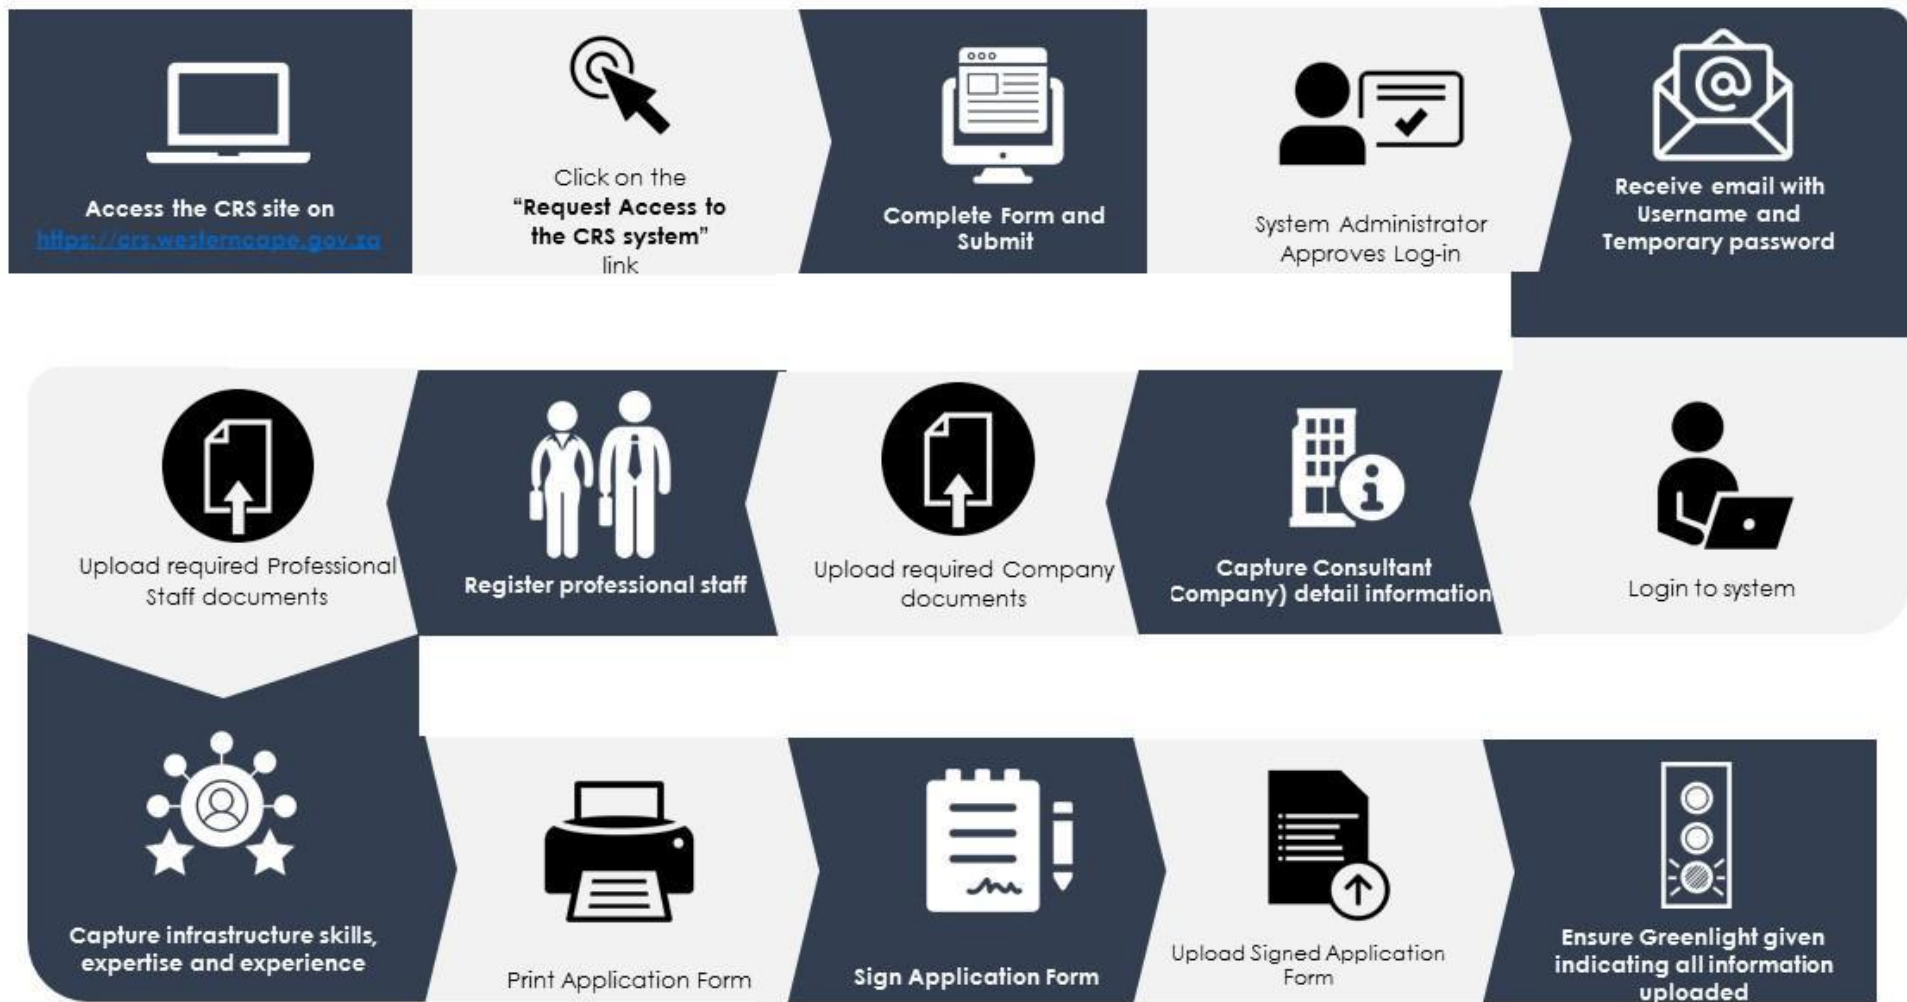 Access the CRS site on
https://crs.westerncape.gov.za
Click on the
“Request Access to
the CRS system”
link
Complete Form and
Submit
System Administrator
Approves Log-in
Receive email with
Username and
Temporary password
Login to system
Capture Consultant
Company) detail information
Upload required Company
documents
Register professional staff
Upload required Professional
Staff documents
Capture infrastructure skills,
expertise and experience
Print Application Form
Sign Application Form
Upload Signed Application
Form
Ensure Greenlight given
indicating all information
uploaded